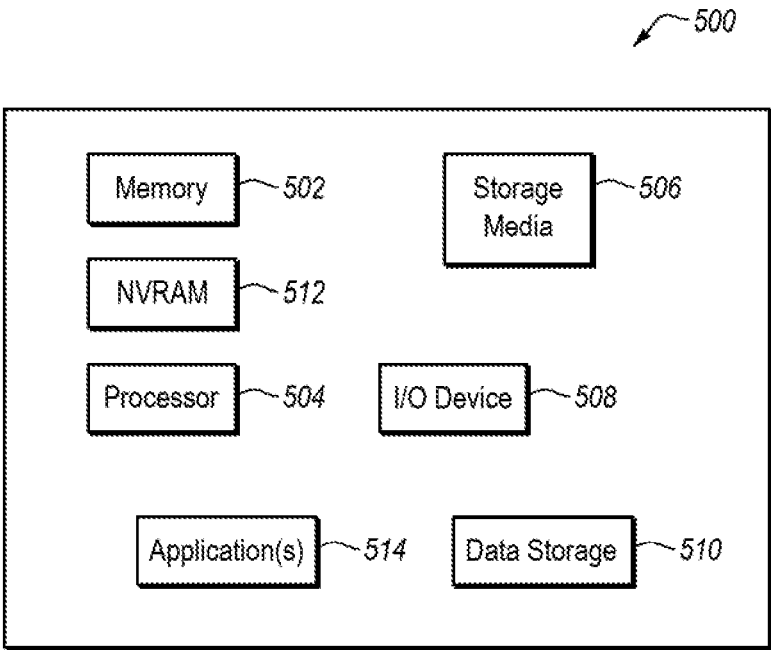 500
Memory 502
Storage
Media
506
NVRAM 512
Processor 504
I/O Device 508
Application(s) 514
Data Storage 510